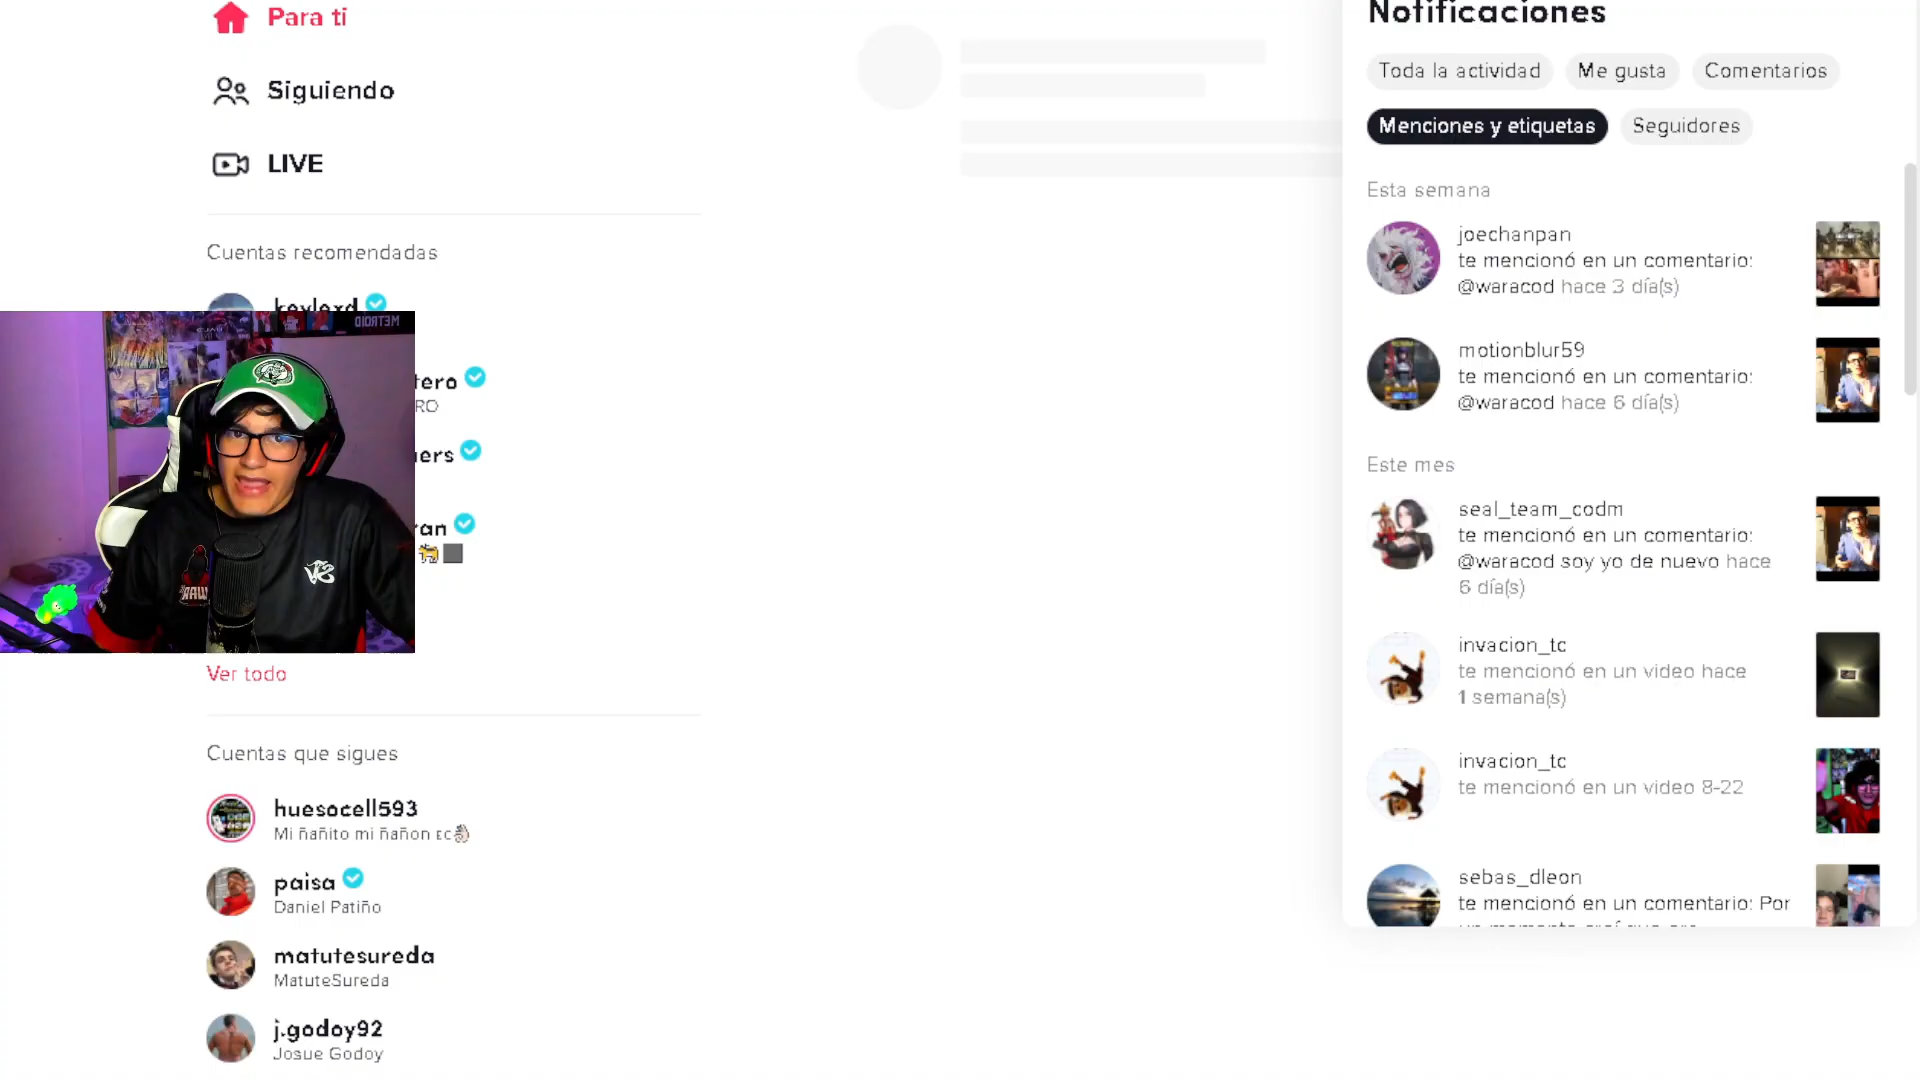 Para ti
Siguiendo
LIVE
Cuentas recomendadas
keylexd
tero
RO
ers
ran
Ver todo
Cuentas que sigues
huesocell593
Mi ñañito mi ñañon EC
paisa
Daniel Patiño
matutesureda
MatuteSureda
j.godoy92
Josue Godoy
METROID
Notificaciones
Toda la actividad
Me gusta
Comentarios
Menciones y etiquetas
Seguidores
Esta semana
joechanpan
te mencionó en un comentario:
@waracod hace 3 día(s)
motionblur59
te mencionó en un comentario:
@waracod hace 6 día(s)
Este mes
seal_team_codm
te mencionó en un comentario:
@waracod soy yo de nuevo hace
6 día(s)
invacion_tc
te mencionó en un video hace
1 semana(s)
invacion_tc
te mencionó en un video 8-22
sebas_dleon
te mencionó en un comentario: Por